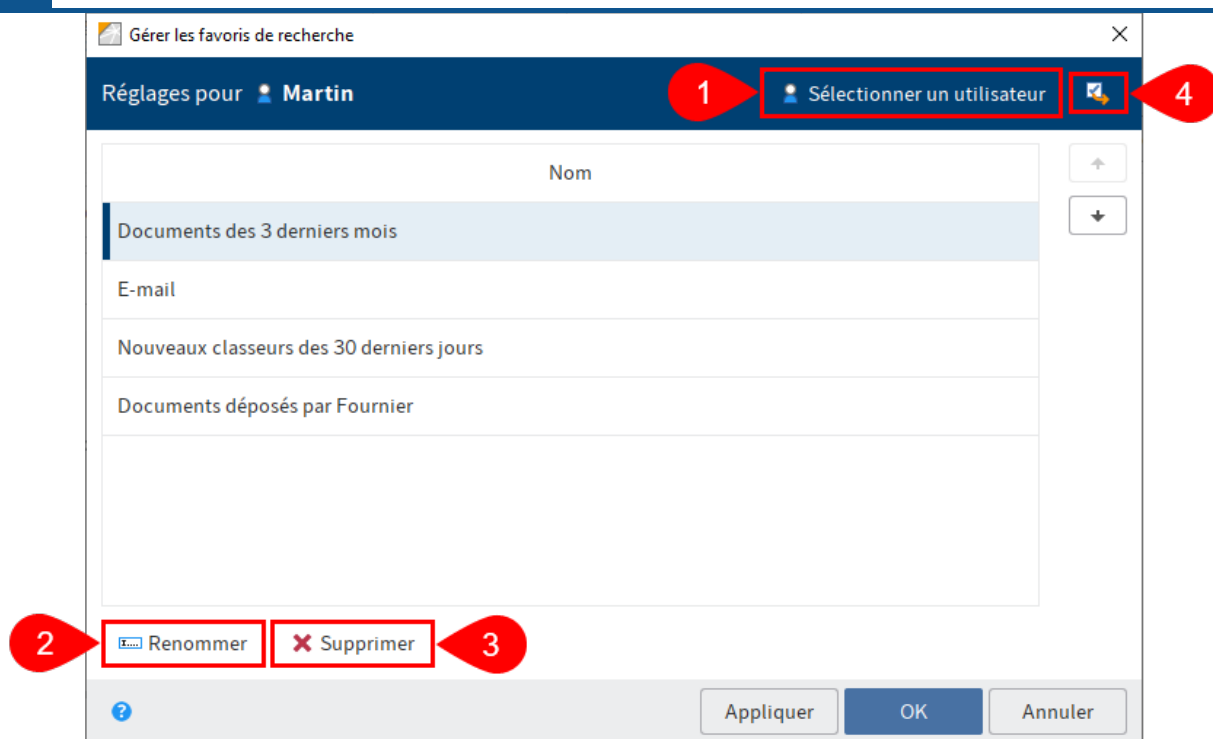 Gérer les favoris de recherche
Réglages pour Martin
1
Sélectionner un utilisateur
4
Nom
Documents des 3 derniers mois
E-mail
Nouveaux classeurs des 30 derniers jours
Documents déposés par Fournier
2
Renommer
Supprimer
3
?
Appliquer
OK
Annuler